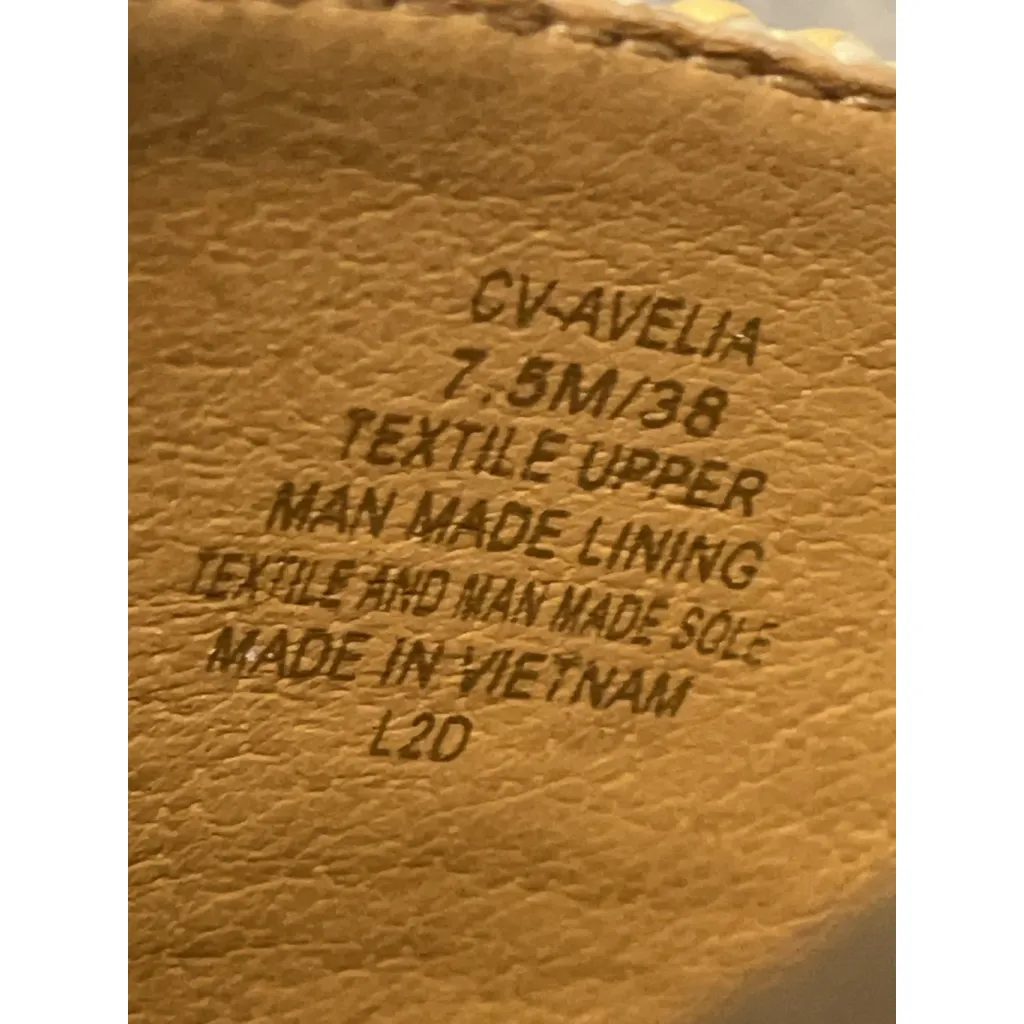 CV-AVELIA
7.5M/38
TEXTILE UPPER
MAN MADE LINING
TEXTILE AND MAN MADE SOLE
MADE IN VIETNAM
L2D